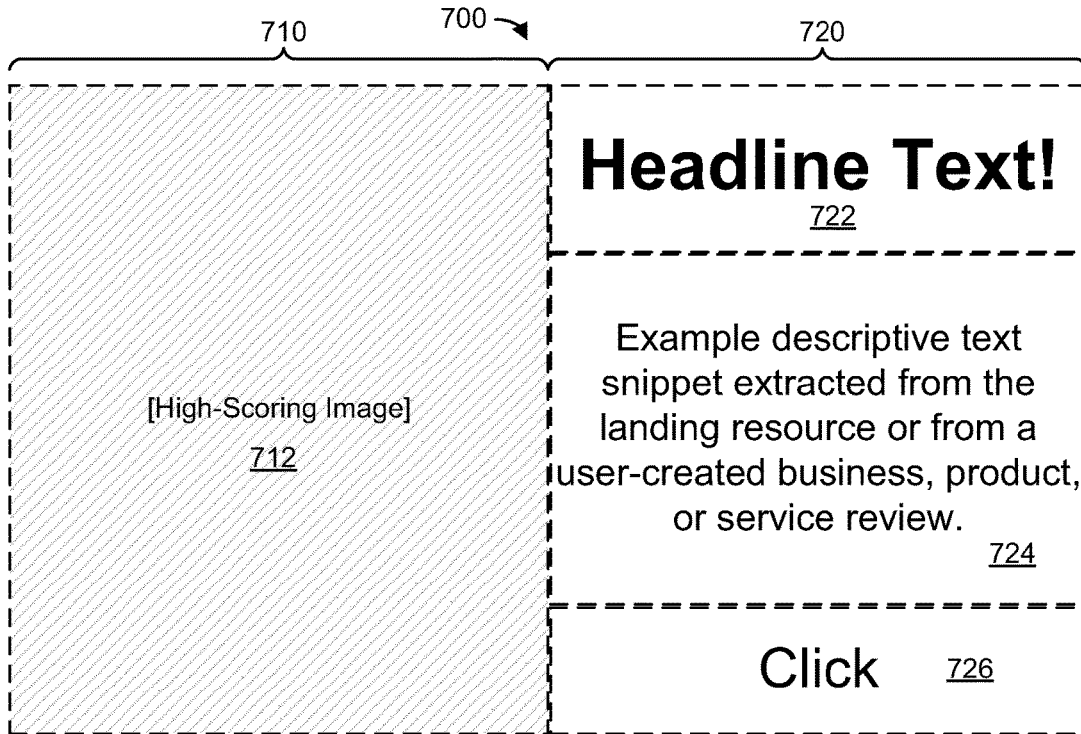 700
710
720
[High-Scoring Image]
712
Headline Text!
722
Example descriptive text
snippet extracted from the
landing resource or from a
user-created business, product,
or service review.
724
Click 726